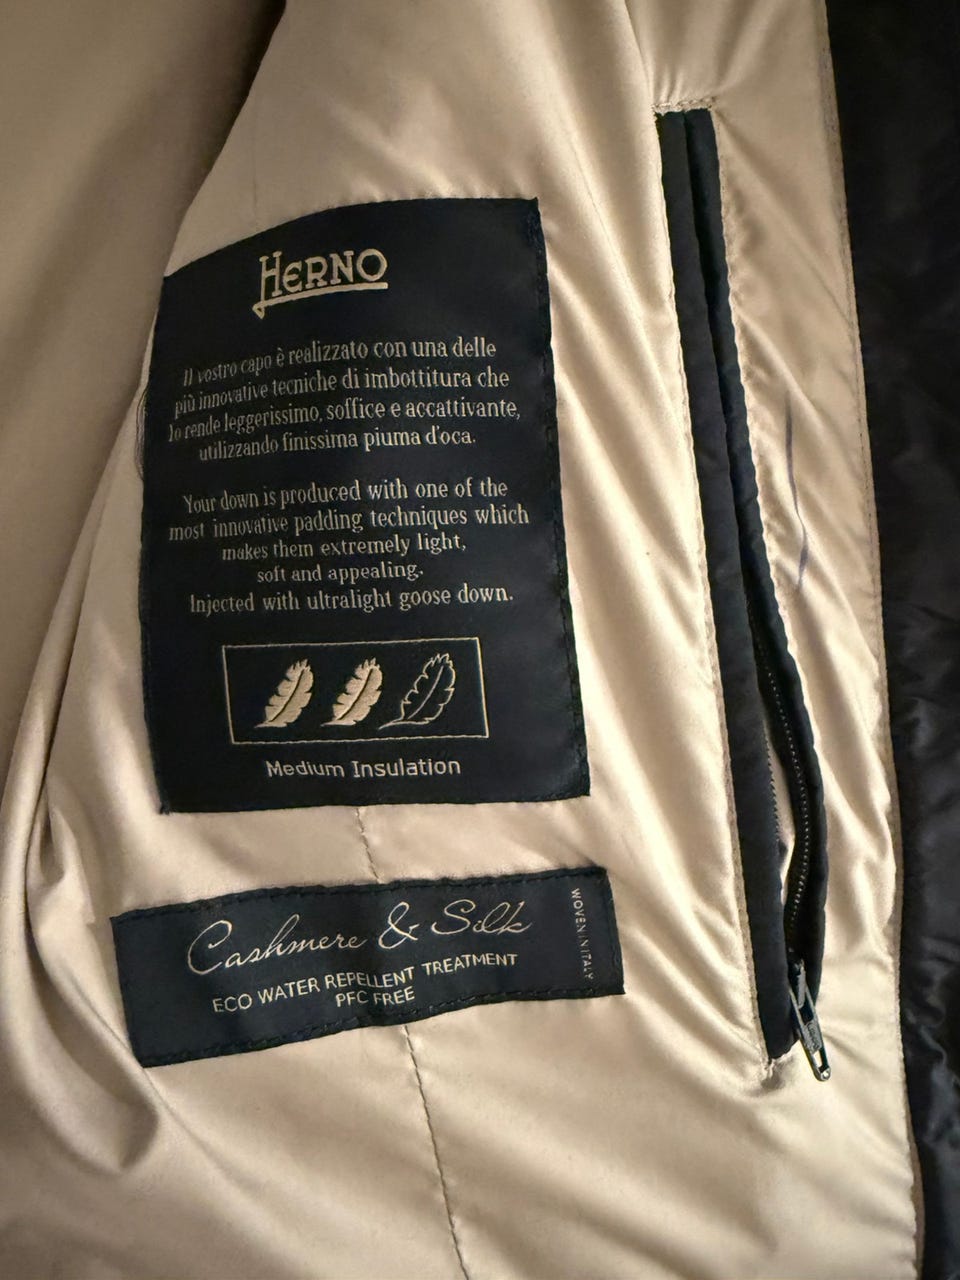 HERNO
Il vostro capo è realizzato con una delle
più innovative tecniche di imbottitura che
lo rende leggerissimo, soffice e accattivante,
utilizzando finissima piuma d'oca.
Your down is produced with one of the
most innovative padding techniques which
makes them extremely light,
soft and appealing.
Injected with ultralight goose down.
Medium Insulation
Cashmere & Silk
ECO WATER REPELLENT TREATMENT
PFC FREE
WOVEN IN ITALY